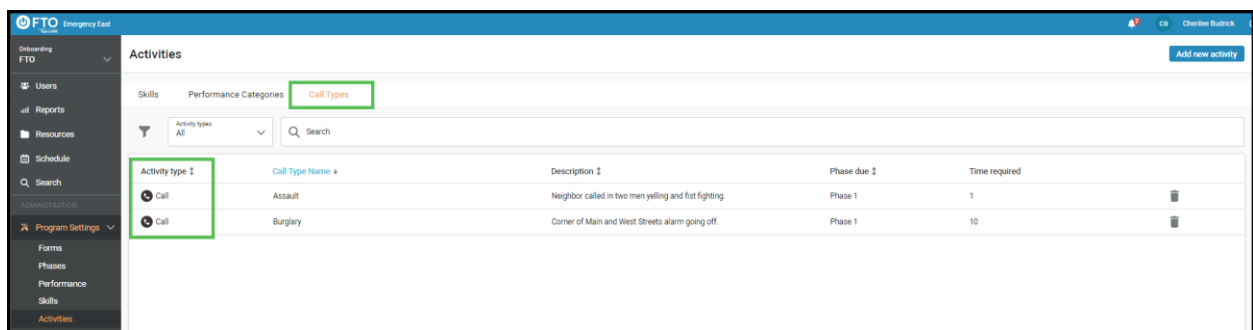 FTO Emergency East
CB Cherilee Budrick
Onboarding
FTO
Activities
Add new activity
Users
Reports
Resources
Schedule
Search
ADMINISTRATION
Program Settings
Forms
Phases
Performance
Skills
Activities
Skills Performance Categories Call Types
Activity types
All
Search
Activity type Call Type Name Description Phase due Time required
Call Assault Neighbor called in two men yelling and fist fighting. Phase 1 1
Call Burglary Corner of Main and West Streets alarm going off. Phase 1 10